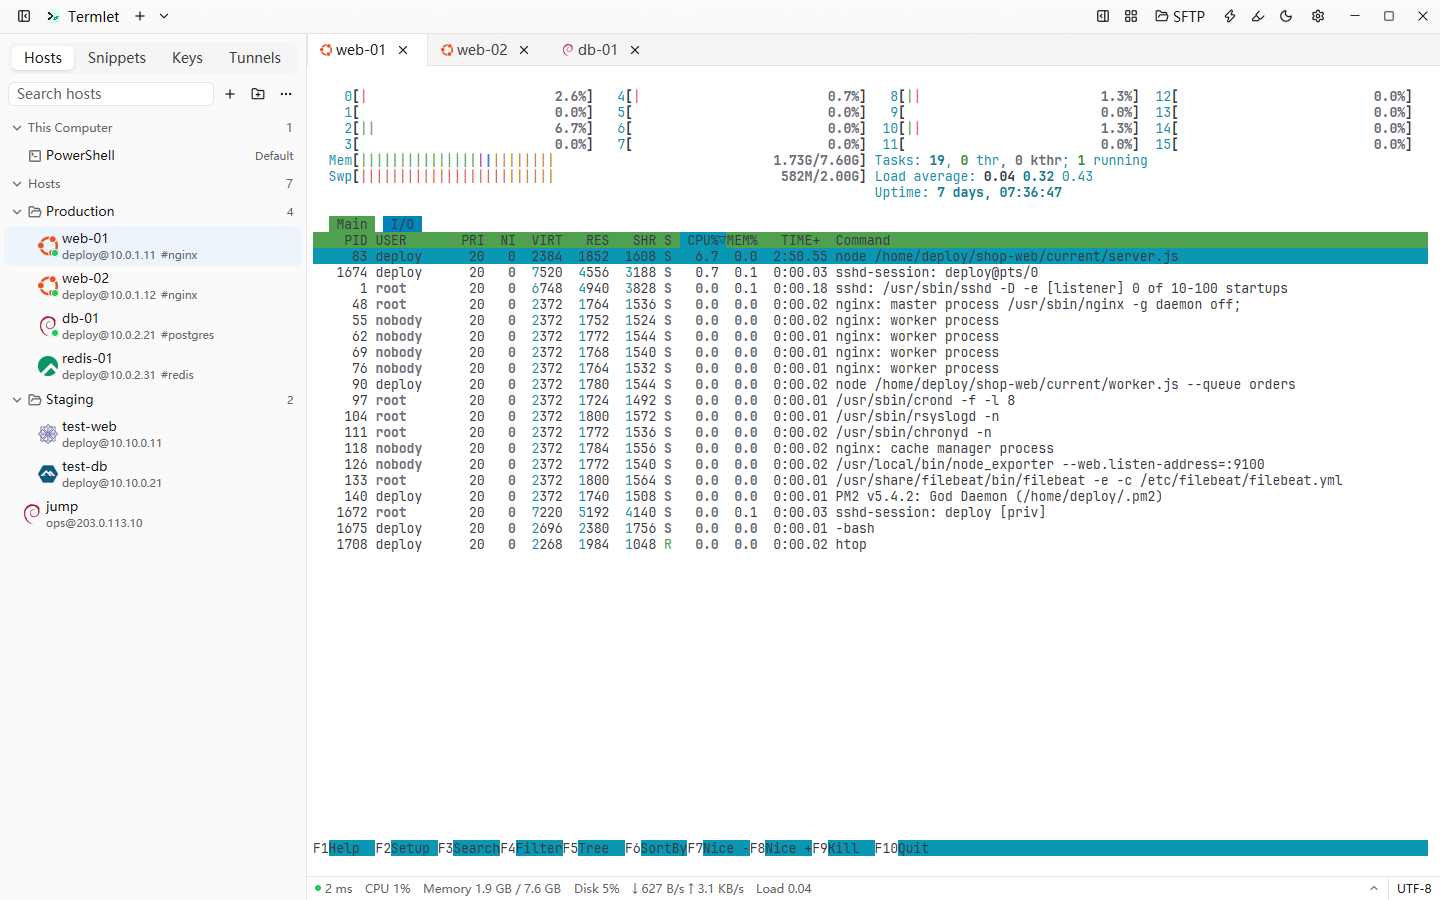 Termlet
SFTP
Hosts Snippets Keys Tunnels
Search hosts
This Computer 1
PowerShell Default
Hosts 7
Production 4
web-01
deploy@10.0.1.11 #nginx
web-02
deploy@10.0.1.12 #nginx
db-01
deploy@10.0.2.21 #postgres
redis-01
deploy@10.0.2.31 #redis
Staging 2
test-web
deploy@10.10.0.11
test-db
deploy@10.10.0.21
jump
ops@203.0.113.10
web-01 web-02 db-01
0[| 2.6%] 4[| 0.7%] 8[|| 1.3%] 12[ 0.0%]
1[ 0.0%] 5[ 0.0%] 9[ 0.0%] 13[ 0.0%]
2[|| 6.7%] 6[ 0.0%] 10[|| 1.3%] 14[ 0.0%]
3[ 0.0%] 7[ 0.0%] 11[ 0.0%] 15[ 0.0%]
Mem[||||||||||||||||||||||||| 1.73G/7.60G] Tasks: 19, 0 thr, 0 kthr; 1 running
Swp[||||||||||||||||||||||||| 582M/2.00G] Load average: 0.04 0.32 0.43
Uptime: 7 days, 07:36:47
Main I/O
PID USER PRI NI VIRT RES SHR S CPU%▽MEM% TIME+ Command
83 deploy 20 0 2384 1852 1608 S 6.7 0.0 2:50.55 node /home/deploy/shop-web/current/server.js
1674 deploy 20 0 7520 4556 3188 S 0.7 0.1 0:00.03 sshd-session: deploy@pts/0
1 root 20 0 6748 4940 3828 S 0.0 0.1 0:00.18 sshd: /usr/sbin/sshd -D -e [listener] 0 of 10-100 startups
48 root 20 0 2372 1764 1536 S 0.0 0.0 0:00.02 nginx: master process /usr/sbin/nginx -g daemon off;
55 nobody 20 0 2372 1752 1524 S 0.0 0.0 0:00.02 nginx: worker process
62 nobody 20 0 2372 1772 1544 S 0.0 0.0 0:00.01 nginx: worker process
69 nobody 20 0 2372 1768 1540 S 0.0 0.0 0:00.01 nginx: worker process
76 nobody 20 0 2372 1764 1532 S 0.0 0.0 0:00.01 nginx: worker process
90 deploy 20 0 2372 1780 1544 S 0.0 0.0 0:00.02 node /home/deploy/shop-web/current/worker.js --queue orders
97 root 20 0 2372 1724 1492 S 0.0 0.0 0:00.01 /usr/sbin/crond -f -l 8
104 root 20 0 2372 1800 1572 S 0.0 0.0 0:00.01 /usr/sbin/rsyslogd -n
111 root 20 0 2372 1772 1536 S 0.0 0.0 0:00.02 /usr/sbin/chronyd -n
118 nobody 20 0 2372 1784 1556 S 0.0 0.0 0:00.02 nginx: cache manager process
126 nobody 20 0 2372 1772 1540 S 0.0 0.0 0:00.02 /usr/local/bin/node_exporter --web.listen-address=:9100
133 root 20 0 2372 1800 1564 S 0.0 0.0 0:00.01 /usr/share/filebeat/bin/filebeat -e -c /etc/filebeat/filebeat.yml
140 deploy 20 0 2372 1740 1508 S 0.0 0.0 0:00.01 PM2 v5.4.2: God Daemon (/home/deploy/.pm2)
1672 root 20 0 7220 5192 4140 S 0.0 0.1 0:00.03 sshd-session: deploy [priv]
1675 deploy 20 0 2696 2380 1756 S 0.0 0.0 0:00.01 -bash
1708 deploy 20 0 2268 1984 1048 R 0.0 0.0 0:00.02 htop
F1Help F2Setup F3SearchF4FilterF5Tree F6SortByF7Nice -F8Nice +F9Kill F10Quit
2 ms CPU 1% Memory 1.9 GB / 7.6 GB Disk 5% ↓627 B/s ↑3.1 KB/s Load 0.04 UTF-8